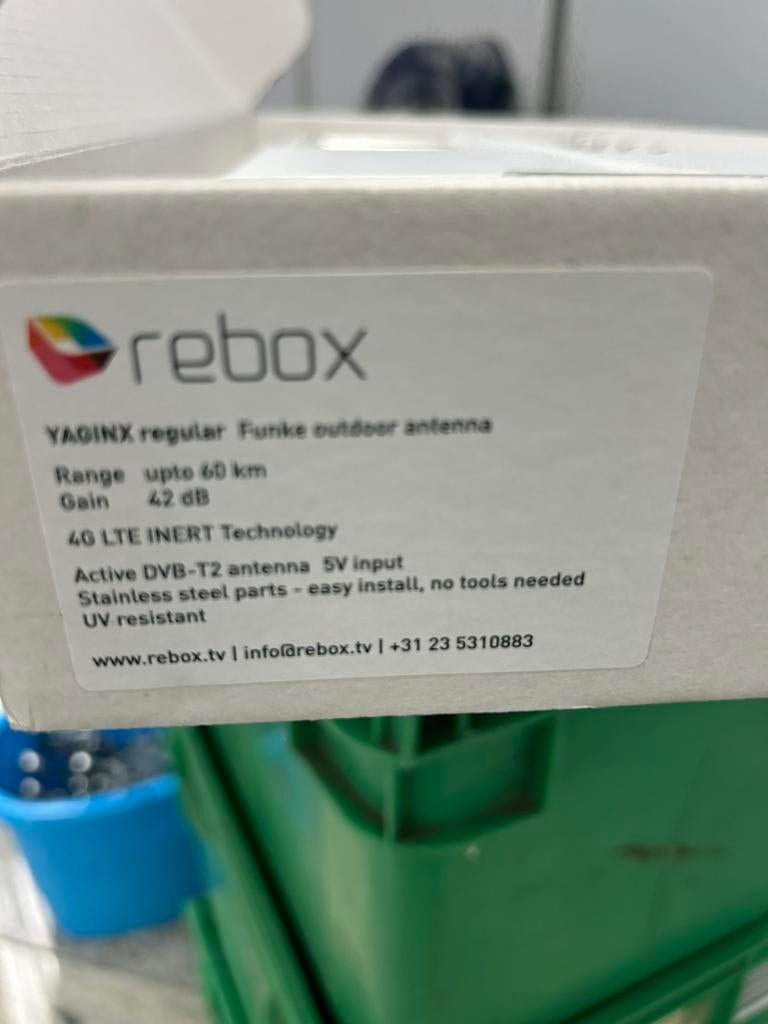 rebox
YAGINX regular Funke outdoor antenna
Range upto 60 km
Gain 42 dB
4G LTE INERT Technology
Active DVB-T2 antenna 5V input
Stainless steel parts - easy install, no tools needed
UV resistant
www.rebox.tv | info@rebox.tv | +31 23 5310883